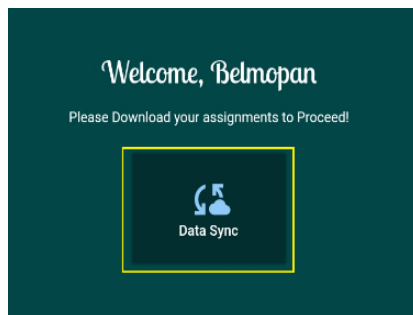 Welcome, Belmopan
Please Download your assignments to Proceed!
Data Sync